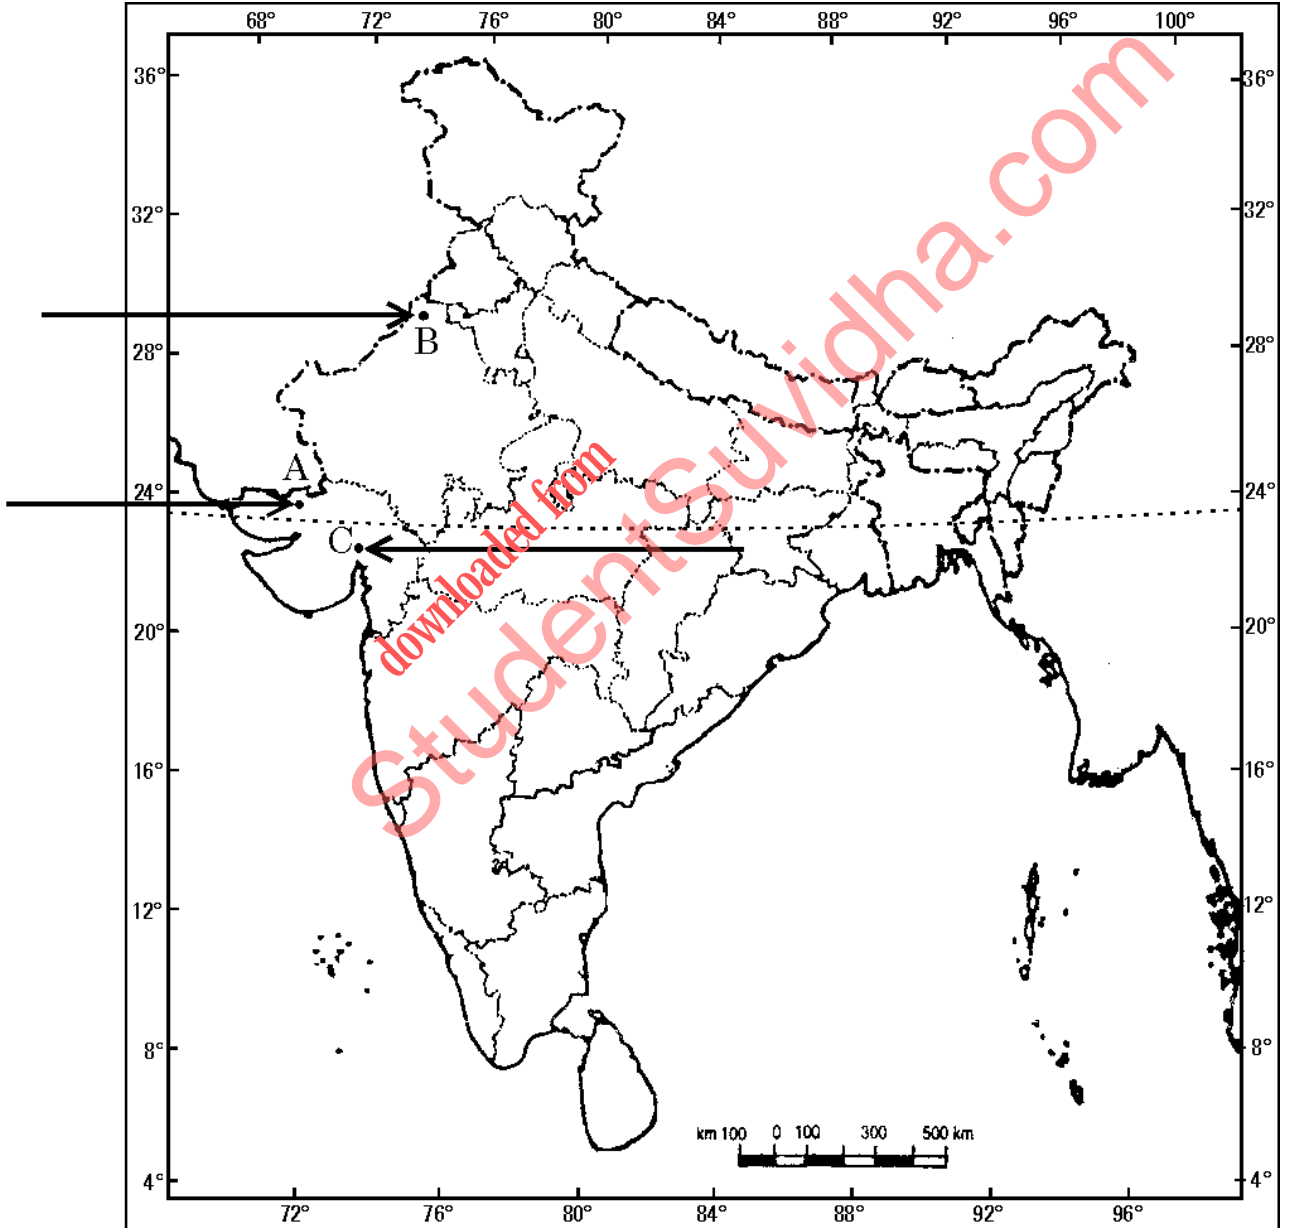 68° 72° 76° 80° 84° 88° 92° 96° 100°
36° 36°
32° 32°
28° 28°
24° 24°
20° 20°
16° 16°
12° 12°
8° 8°
4° 4°
B
A
C
downloaded from
StudentSuvidha.com
km 100 0 100 300 500 km
72° 76° 80° 84° 88° 92° 96°